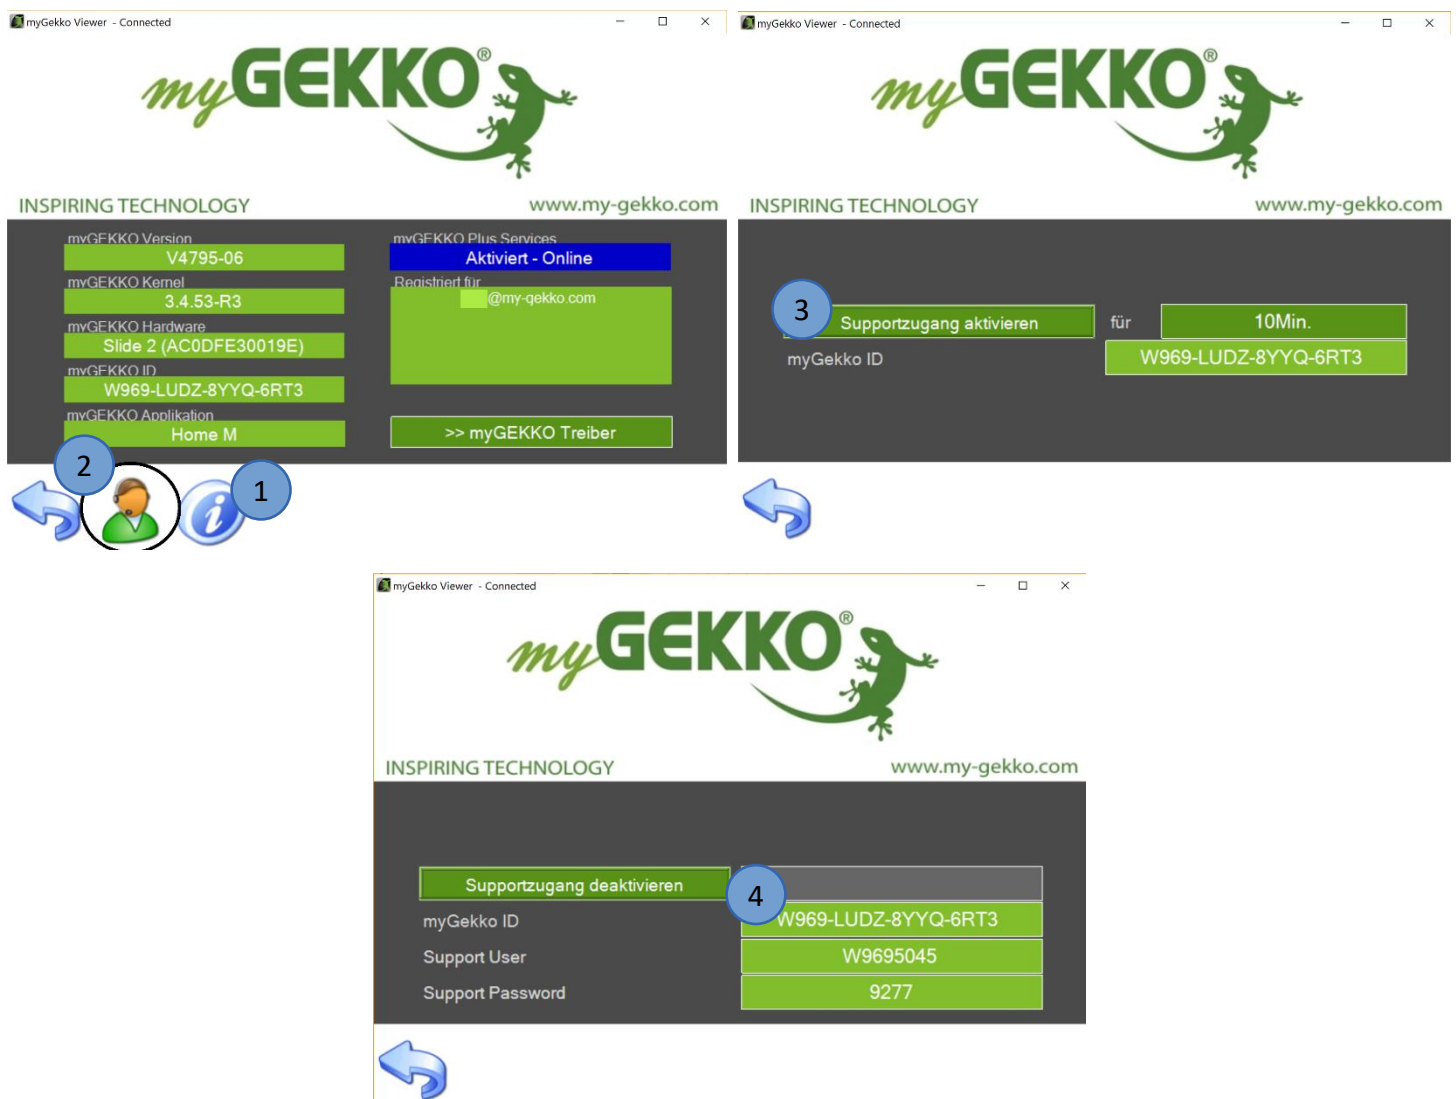 myGekko Viewer - Connected
myGEKKO®
INSPIRING TECHNOLOGY
www.my-gekko.com
myGEKKO Version
V4795-06
myGEKKO Kernel
3.4.53-R3
myGEKKO Hardware
Slide 2 (AC0DFE30019E)
myGEKKO ID
W969-LUDZ-8YYQ-6RT3
myGEKKO Applikation
Home M
myGEKKO Plus Services
Aktiviert - Online
Registriert für
@my-gekko.com
>> myGEKKO Treiber
2
1
i
myGekko Viewer - Connected
myGEKKO®
INSPIRING TECHNOLOGY
www.my-gekko.com
3
Supportzugang aktivieren
für
10Min.
myGekko ID
W969-LUDZ-8YYQ-6RT3
myGekko Viewer - Connected
myGEKKO®
INSPIRING TECHNOLOGY
www.my-gekko.com
Supportzugang deaktivieren
4
myGekko ID
W969-LUDZ-8YYQ-6RT3
Support User
W9695045
Support Password
9277